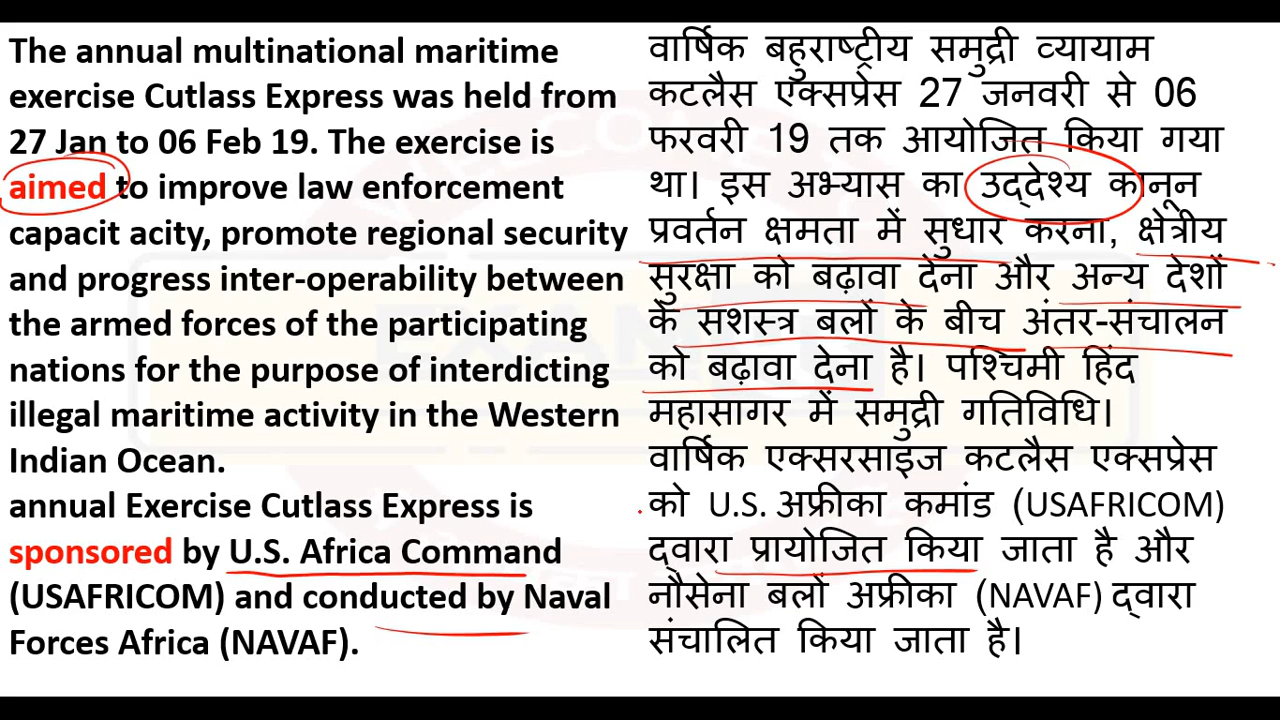 The annual multinational maritime
exercise Cutlass Express was held from
27 Jan to 06 Feb 19. The exercise is
aimed to improve law enforcement
capacit acity, promote regional security
and progress inter-operability between
the armed forces of the participating
nations for the purpose of interdicting
illegal maritime activity in the Western
Indian Ocean.
annual Exercise Cutlass Express is
sponsored by U.S. Africa Command
(USAFRICOM) and conducted by Naval
Forces Africa (NAVAF).
वार्षिक बहुराष्ट्रीय समुद्री व्यायाम
कटलैस एक्सप्रेस 27 जनवरी से 06
फरवरी 19 तक आयोजित किया गया
था। इस अभ्यास का उद्देश्य कानून
प्रवर्तन क्षमता में सुधार करना, क्षेत्रीय
सुरक्षा को बढ़ावा देना और अन्य देशों
के सशस्त्र बलों के बीच अंतर-संचालन
को बढ़ावा देना है। पश्चिमी हिंद
महासागर में समुद्री गतिविधि।
वार्षिक एक्सरसाइज कटलैस एक्सप्रेस
को U.S. अफ्रीका कमांड (USAFRICOM)
द्वारा प्रायोजित किया जाता है और
नौसेना बलों अफ्रीका (NAVAF) द्वारा
संचालित किया जाता है।